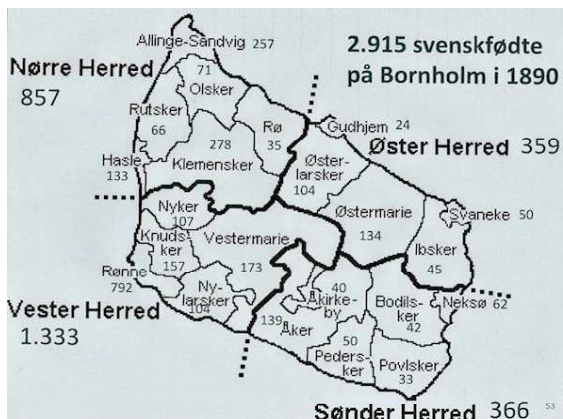 Allinge-Sandvig 257
2.915 svenskfødte
på Bornholm i 1890
Nørre Herred
857
71
Olsker
Rutsker
66
Rø
35
278
Klemensker
Hasle
133
Gudhjem 24
Øster Herred 359
Øster-
larsker
104
Østermarie
134
Svaneke 50
Ibsker
45
Nyker
107
Knuds-
ker
157
Vestermarie
173
Rønne
792
Ny-
larsker
104
Vester Herred
1.333
40
Åkirke-
by
139
Åker
Bodils-
ker
42
Neksø 62
50
Peders-
ker
Povlsker
33
Sønder Herred 366
53